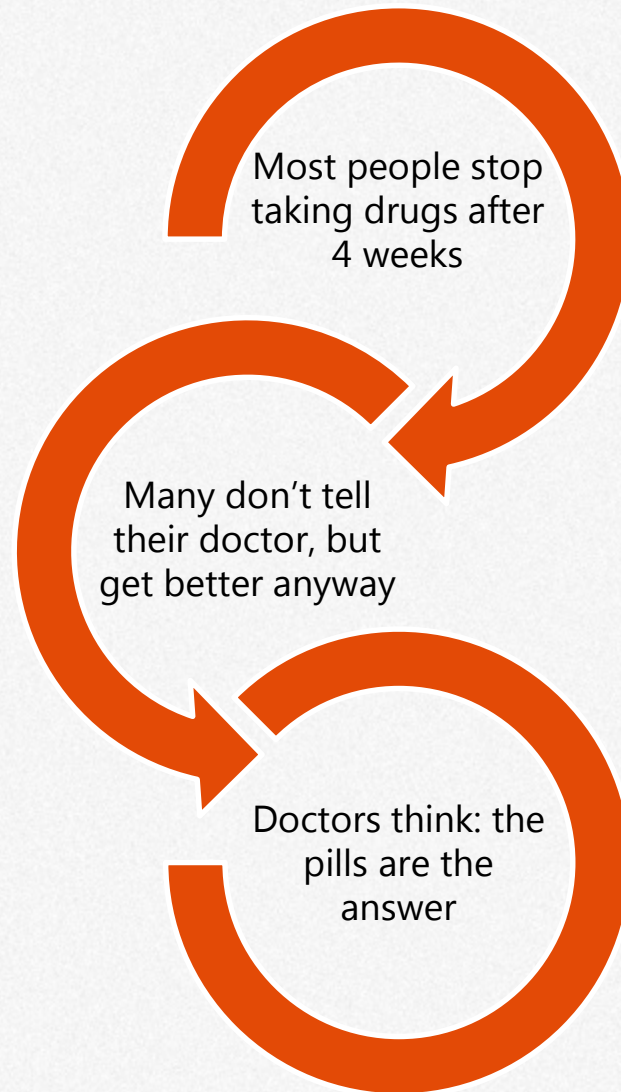 Most people stop
taking drugs after
4 weeks
Many don’t tell
their doctor, but
get better anyway
Doctors think: the
pills are the
answer